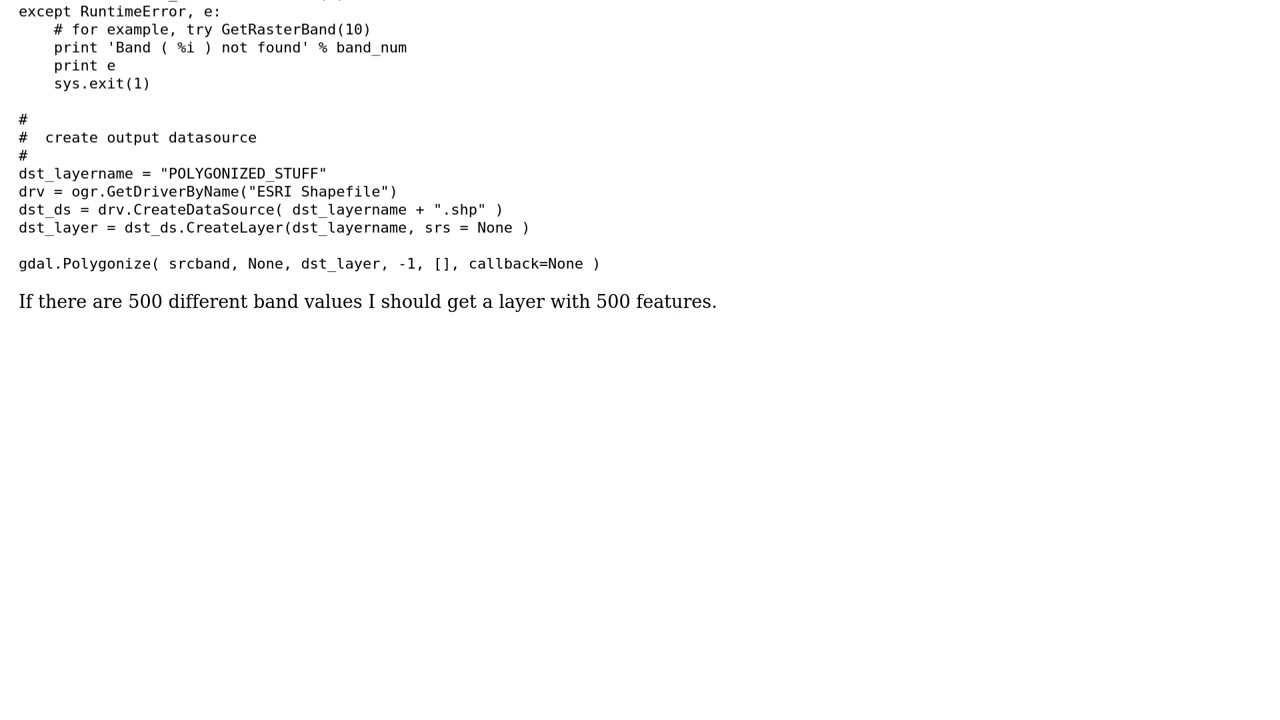 except RuntimeError, e:
    # for example, try GetRasterBand(10)
    print 'Band ( %i ) not found' % band_num
    print e
    sys.exit(1)
#
#  create output datasource
#
dst_layername = "POLYGONIZED_STUFF"
drv = ogr.GetDriverByName("ESRI Shapefile")
dst_ds = drv.CreateDataSource( dst_layername + ".shp" )
dst_layer = dst_ds.CreateLayer(dst_layername, srs = None )
gdal.Polygonize( srcband, None, dst_layer, -1, [], callback=None )
If there are 500 different band values I should get a layer with 500 features.